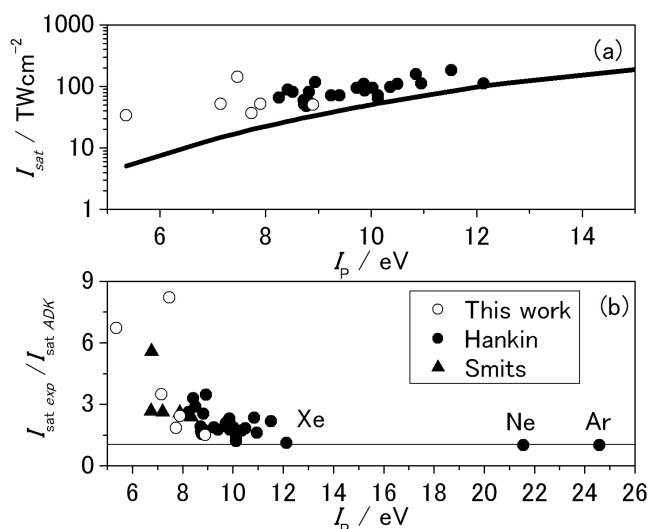 1000
(a)
100
10
1
I_sat / TWcm^-2
6 8 10 12 14
I_P / eV
9
(b)
This work
Hankin
Smits
6
3
Xe Ne Ar
0
I_sat exp / I_sat ADK
6 8 10 12 14 16 18 20 22 24 26
I_P / eV